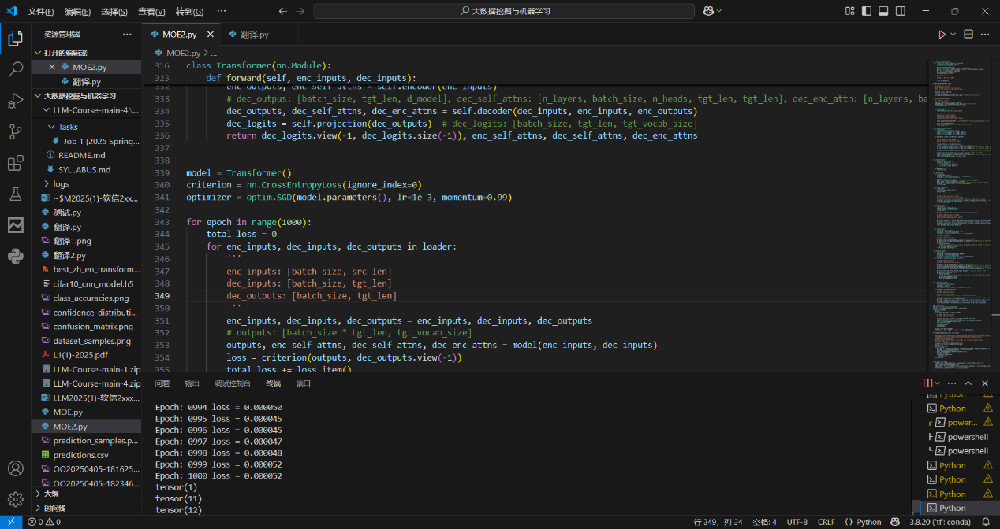 文件(F) 编辑(E) 选择(S) 查看(V) 转到(G) ··· 大数据挖掘与机器学习
资源管理器 ···
打开的编辑器
MOE2.py
翻译.py
大数据挖掘与机器学习
LLM-Course-main-4 \...
Tasks
Job 1 (2025 Spring...
README.md
SYLLABUS.md
logs
~$M2025(1)-软信2xx...
测试.py
翻译.py
翻译1.png
翻译2.py
best_zh_en_transform...
cifar10_cnn_model.h5
class_accuracies.png
confidence_distributi...
confusion_matrix.png
dataset_samples.png
L1(1)-2025.pdf
LLM-Course-main-1.zip
LLM-Course-main-4.zip
LLM2025(1)-软信2xxx...
MOE.py
MOE2.py
prediction_samples.p...
predictions.csv
QQ20250405-181625...
QQ20250405-182346...
大纲
时间线
MOE2.py 翻译.py
MOE2.py > ...
316 class Transformer(nn.Module):
323 def forward(self, enc_inputs, dec_inputs):
332 enc_outputs, enc_self_attns = self.encoder(enc_inputs)
333 # dec_outpus: [batch_size, tgt_len, d_model], dec_self_attns: [n_layers, batch_size, n_heads, tgt_len, tgt_len], dec_enc_attn: [n_layers, ba
334 dec_outputs, dec_self_attns, dec_enc_attns = self.decoder(dec_inputs, enc_inputs, enc_outputs)
335 dec_logits = self.projection(dec_outputs)  # dec_logits: [batch_size, tgt_len, tgt_vocab_size]
336 return dec_logits.view(-1, dec_logits.size(-1)), enc_self_attns, dec_self_attns, dec_enc_attns
337
338
339 model = Transformer()
340 criterion = nn.CrossEntropyLoss(ignore_index=0)
341 optimizer = optim.SGD(model.parameters(), lr=1e-3, momentum=0.99)
342
343 for epoch in range(1000):
344 total_loss = 0
345 for enc_inputs, dec_inputs, dec_outputs in loader:
346 '''
347 enc_inputs: [batch_size, src_len]
348 dec_inputs: [batch_size, tgt_len]
349 dec_outputs: [batch_size, tgt_len]
350 '''
351 enc_inputs, dec_inputs, dec_outputs = enc_inputs, dec_inputs, dec_outputs
352 # outputs: [batch_size * tgt_len, tgt_vocab_size]
353 outputs, enc_self_attns, dec_self_attns, dec_enc_attns = model(enc_inputs, dec_inputs)
354 loss = criterion(outputs, dec_outputs.view(-1))
355 total_loss += loss.item()
问题 输出 调试控制台 终端 端口
Epoch: 0994 loss = 0.000050
Epoch: 0995 loss = 0.000045
Epoch: 0996 loss = 0.000045
Epoch: 0997 loss = 0.000047
Epoch: 0998 loss = 0.000048
Epoch: 0999 loss = 0.000052
Epoch: 1000 loss = 0.000052
tensor(1)
tensor(11)
tensor(12)
Python
Python
power...
powershell
powershell
Python
Python
Python
Python
0 0 行 349，列 34 空格: 4 UTF-8 CRLF {} Python 3.8.20 ('tf': conda)